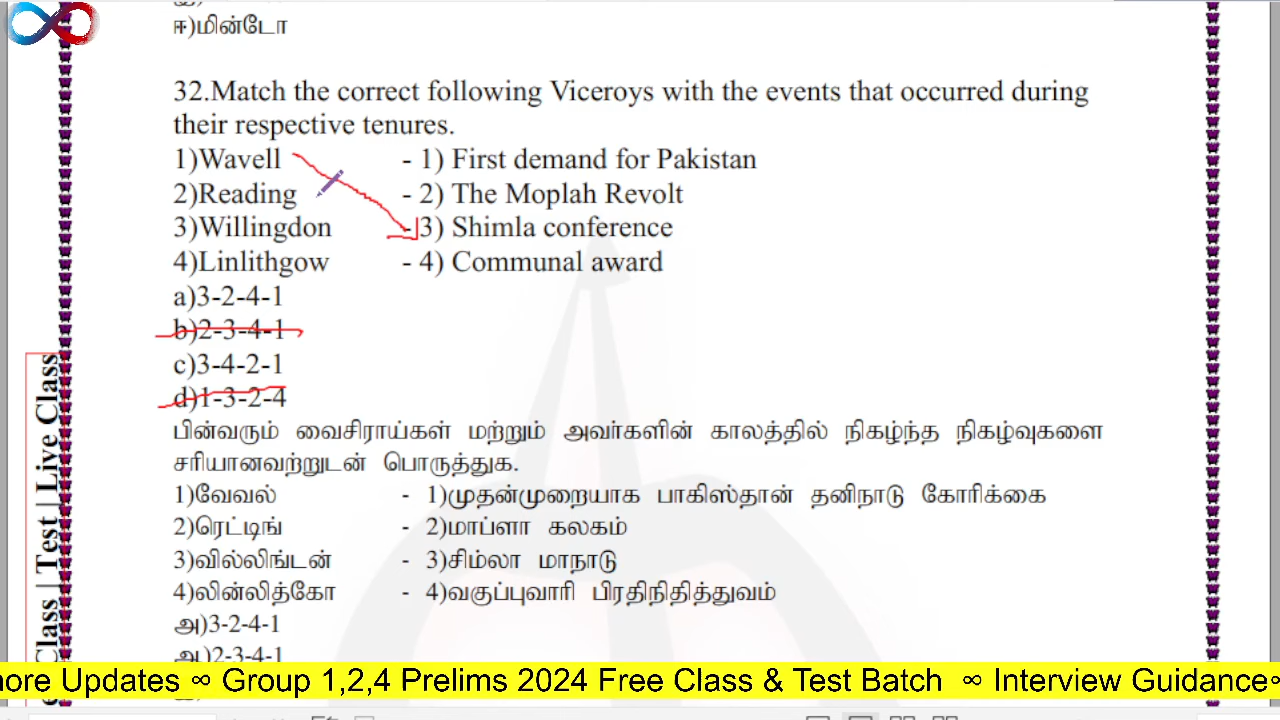 ஈ)மின்டோ
32.Match the correct following Viceroys with the events that occurred during
their respective tenures.
1)Wavell - 1) First demand for Pakistan
2)Reading - 2) The Moplah Revolt
3)Willingdon - 3) Shimla conference
4)Linlithgow - 4) Communal award
a)3-2-4-1
b)2-3-4-1
c)3-4-2-1
d)1-3-2-4
பின்வரும் வைசிராய்கள் மற்றும் அவர்களின் காலத்தில் நிகழ்ந்த நிகழ்வுகளை
சரியானவற்றுடன் பொருத்துக.
1)வேவல் - 1)முதன்முறையாக பாகிஸ்தான் தனிநாடு கோரிக்கை
2)ரெட்டிங் - 2)மாப்ளா கலகம்
3)வில்லிங்டன் - 3)சிம்லா மாநாடு
4)லின்லித்கோ - 4)வகுப்புவாரி பிரதிநிதித்துவம்
அ)3-2-4-1
ஆ)2-3-4-1
Class | Test | Live Class
ore Updates ∞ Group 1,2,4 Prelims 2024 Free Class & Test Batch ∞ Interview Guidance∞